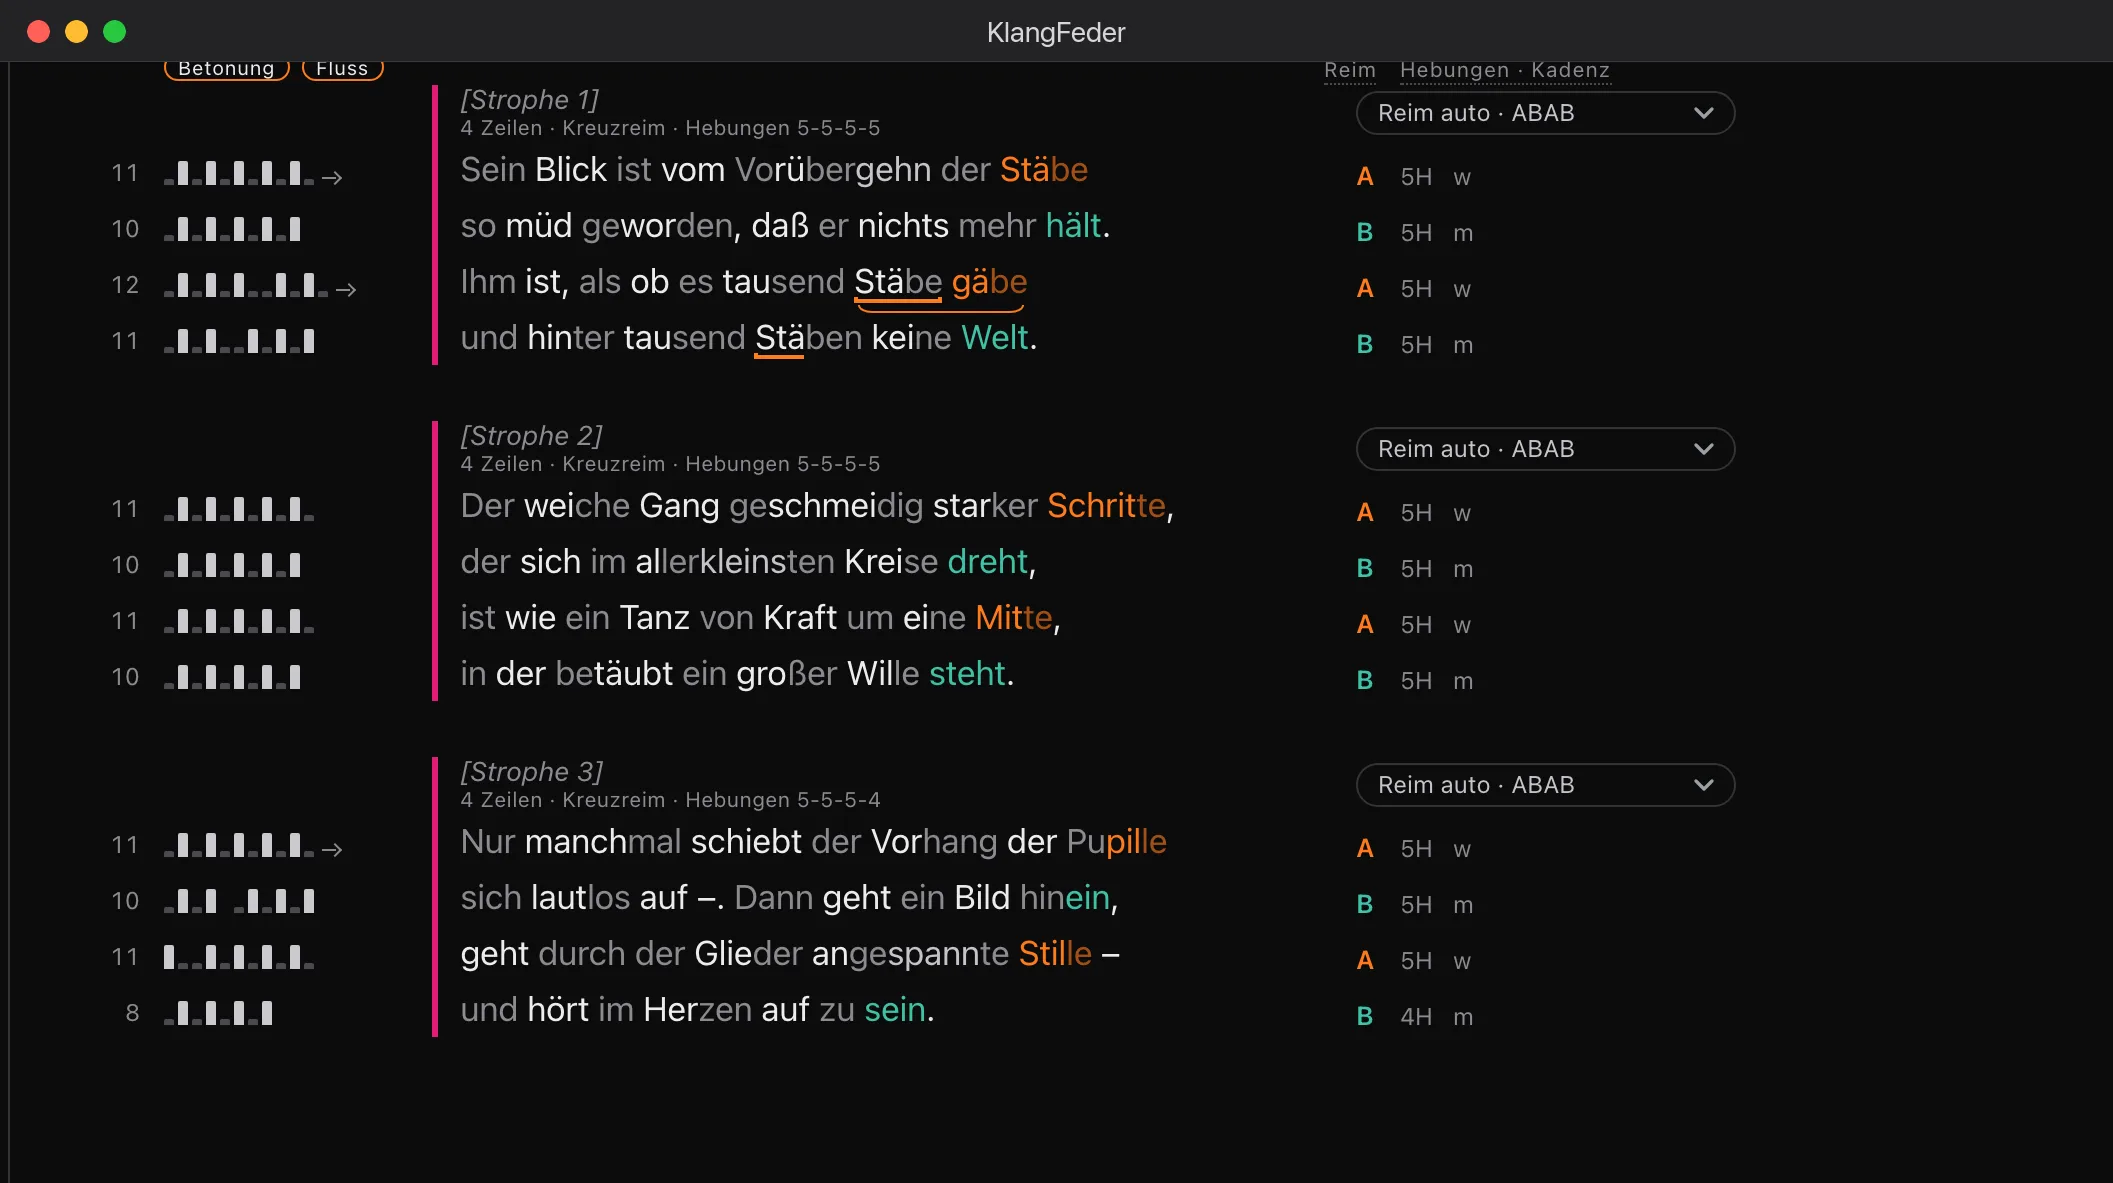 KlangFeder
Betonung Fluss Reim Hebungen · Kadenz
[Strophe 1] Reim auto · ABAB
4 Zeilen · Kreuzreim · Hebungen 5-5-5-5
11 → Sein Blick ist vom Vorübergehn der Stäbe A 5H w
10 so müd geworden, daß er nichts mehr hält. B 5H m
12 → Ihm ist, als ob es tausend Stäbe gäbe A 5H w
11 und hinter tausend Stäben keine Welt. B 5H m
[Strophe 2] Reim auto · ABAB
4 Zeilen · Kreuzreim · Hebungen 5-5-5-5
11 Der weiche Gang geschmeidig starker Schritte, A 5H w
10 der sich im allerkleinsten Kreise dreht, B 5H m
11 ist wie ein Tanz von Kraft um eine Mitte, A 5H w
10 in der betäubt ein großer Wille steht. B 5H m
[Strophe 3] Reim auto · ABAB
4 Zeilen · Kreuzreim · Hebungen 5-5-5-4
11 → Nur manchmal schiebt der Vorhang der Pupille A 5H w
10 sich lautlos auf –. Dann geht ein Bild hinein, B 5H m
11 geht durch der Glieder angespannte Stille – A 5H w
8 und hört im Herzen auf zu sein. B 4H m